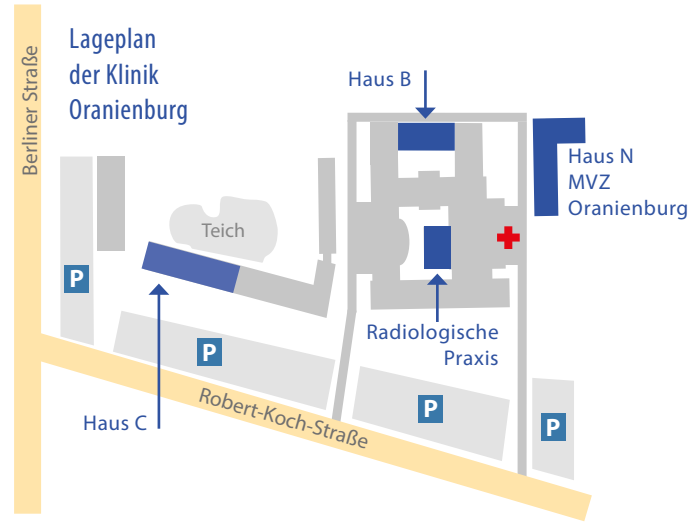 Lageplan
der Klinik
Oranienburg
Berliner Straße
Haus B
Haus N
MVZ
Oranienburg
Teich
P
Radiologische
Praxis
P
P
P
Haus C
Robert-Koch-Straße